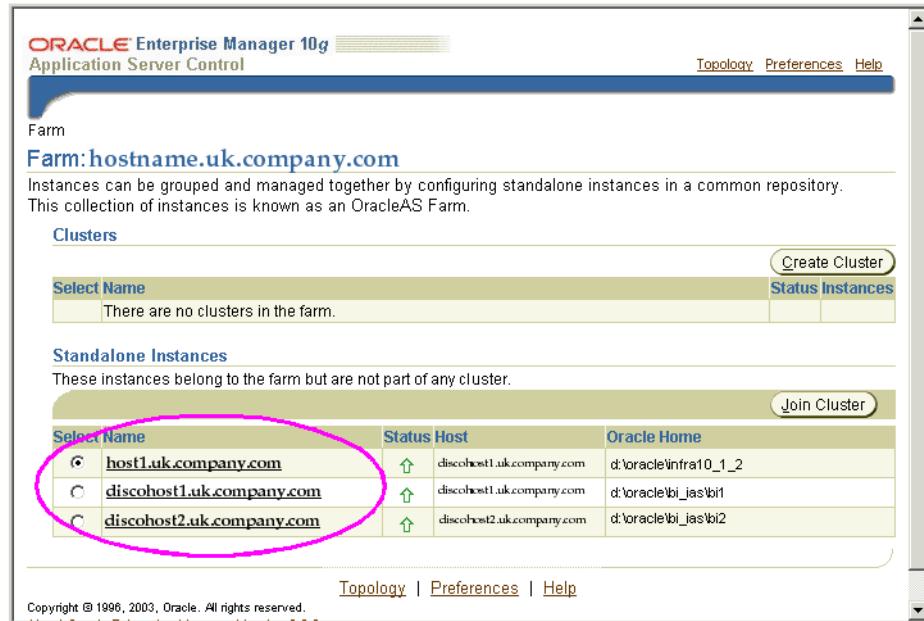 ORACLE Enterprise Manager 10g
Application Server Control
Topology Preferences Help
Farm
Farm: hostname.uk.company.com
Instances can be grouped and managed together by configuring standalone instances in a common repository.
This collection of instances is known as an OracleAS Farm.
Clusters
Create Cluster
Select Name Status Instances
There are no clusters in the farm.
Standalone Instances
These instances belong to the farm but are not part of any cluster.
Join Cluster
Select Name Status Host Oracle Home
host1.uk.company.com discohost1.uk.company.com d:\oracle\infra10_1_2
discohost1.uk.company.com discohost1.uk.company.com d:\oracle\bi_ias\bi1
discohost2.uk.company.com discohost2.uk.company.com d:\oracle\bi_ias\bi2
Topology | Preferences | Help
Copyright © 1996, 2003, Oracle. All rights reserved.